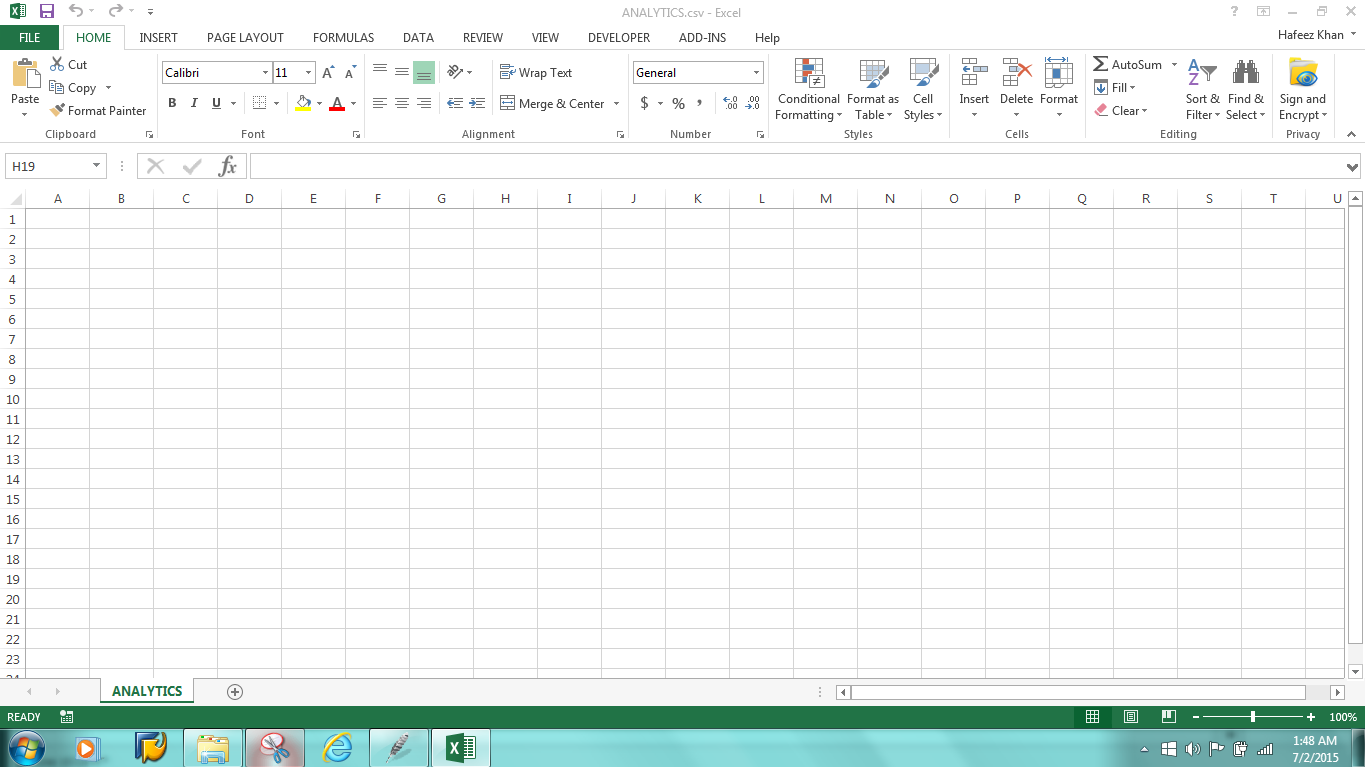 ANALYTICS.csv - Excel
FILE HOME INSERT PAGE LAYOUT FORMULAS DATA REVIEW VIEW DEVELOPER ADD-INS Help
Hafeez Khan
Paste
Cut
Copy
Format Painter
Clipboard
Calibri 11
B I U A
Font
Wrap Text
Merge & Center
Alignment
General
$ % ,
Number
Conditional Formatting
Format as Table
Cell Styles
Styles
Insert Delete Format
Cells
AutoSum
Fill
Clear
Sort & Filter
Find & Select
Editing
Sign and Encrypt
Privacy
H19
fx
A B C D E F G H I J K L M N O P Q R S T U
1
2
3
4
5
6
7
8
9
10
11
12
13
14
15
16
17
18
19
20
21
22
23
24
ANALYTICS
READY
100%
1:48 AM
7/2/2015